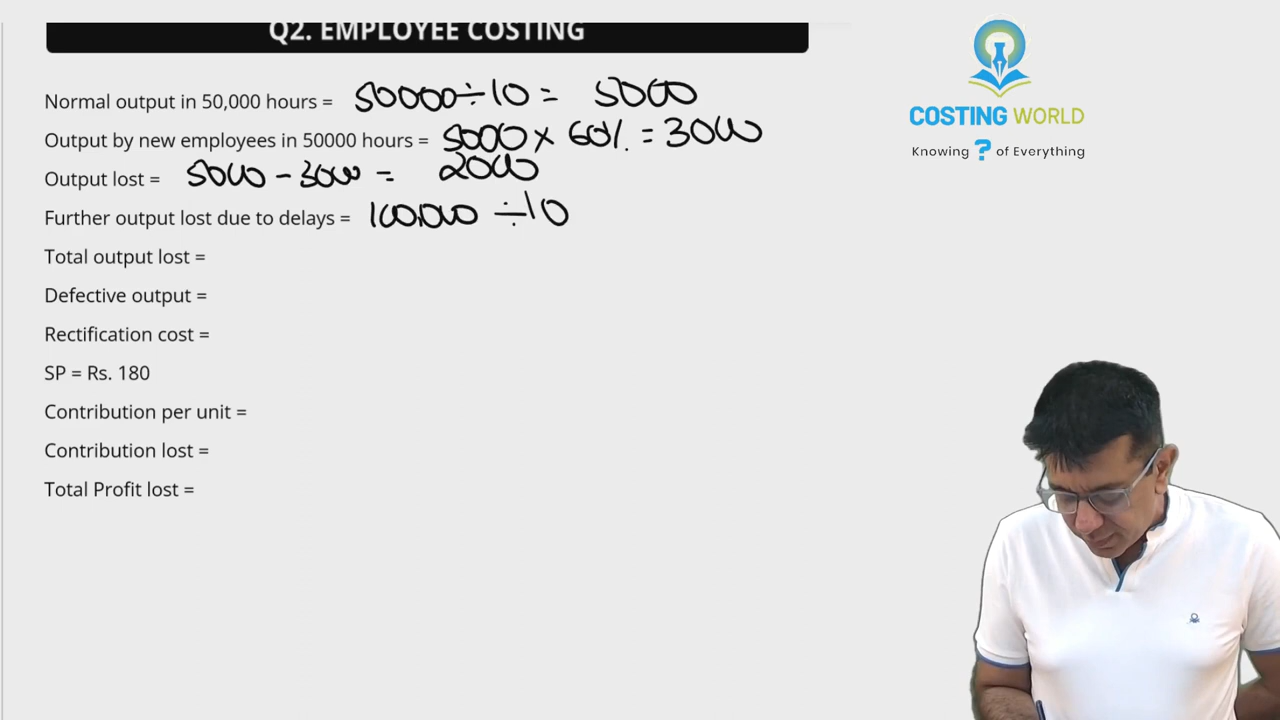 Q2. EMPLOYEE COSTING
Normal output in 50,000 hours = 50000 ÷ 10 = 5000
Output by new employees in 50000 hours = 5000 × 60% = 3000
Output lost = 5000 - 3000 = 2000
Further output lost due to delays = 100,000 ÷ 10
Total output lost =
Defective output =
Rectification cost =
SP = Rs. 180
Contribution per unit =
Contribution lost =
Total Profit lost =
COSTING WORLD
Knowing ? of Everything